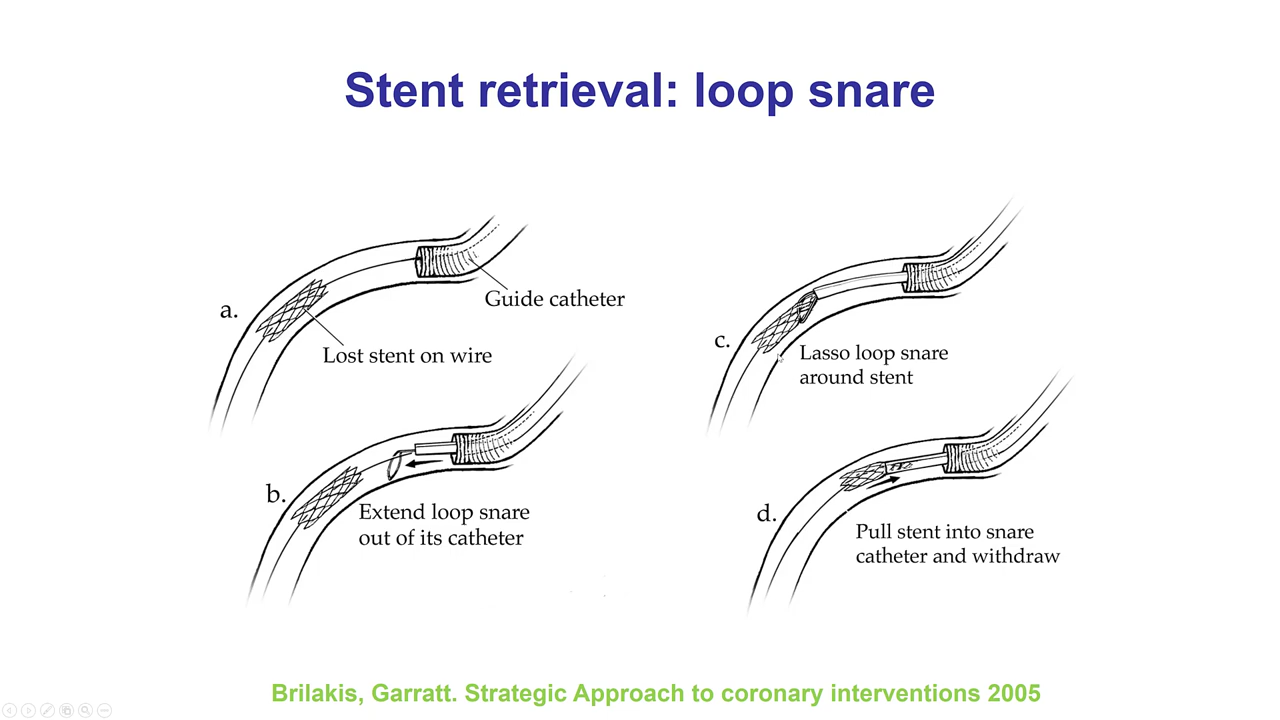 Stent retrieval: loop snare
a.
Guide catheter
Lost stent on wire
b.
Extend loop snare
out of its catheter
c.
Lasso loop snare
around stent
d.
Pull stent into snare
catheter and withdraw
Brilakis, Garratt. Strategic Approach to coronary interventions 2005